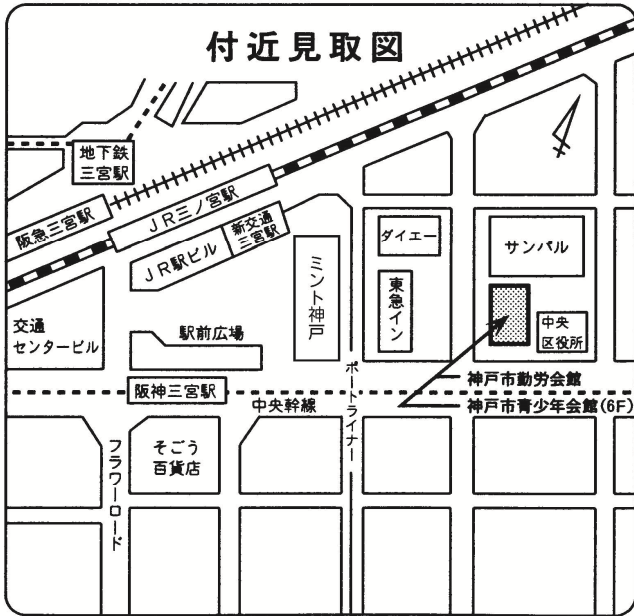 付近見取図
地下鉄
三宮駅
阪急三宮駅
JR三ノ宮駅
JR駅ビル
新交通
三宮駅
ダイエー
サンパル
ミント神戸
東急イン
中央
区役所
交通
センタービル
駅前広場
阪神三宮駅
中央幹線
ポートライナー
神戸市勤労会館
神戸市青少年会館(6F)
そごう
百貨店
フラワーロード